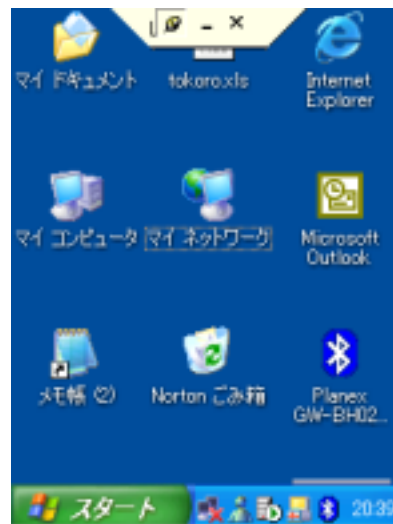 マイ ドキュメント
tokoro.xls
Internet
Explorer
マイ コンピュータ
マイ ネットワーク
Microsoft
Outlook
メモ帳 (2)
Norton ごみ箱
Planex
GW-BH02...
スタート
20:39